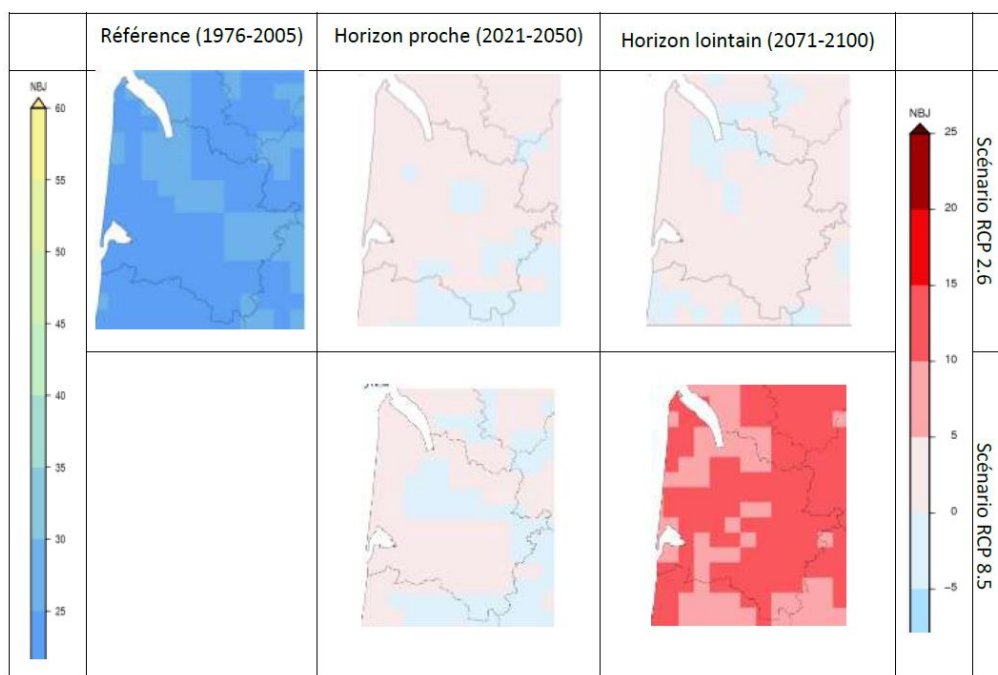 Référence (1976-2005)
Horizon proche (2021-2050)
Horizon lointain (2071-2100)
NBJ
60
55
50
45
40
35
30
25
NBJ
25
20
15
10
5
0
−5
Scénario RCP 2.6
Scénario RCP 8.5